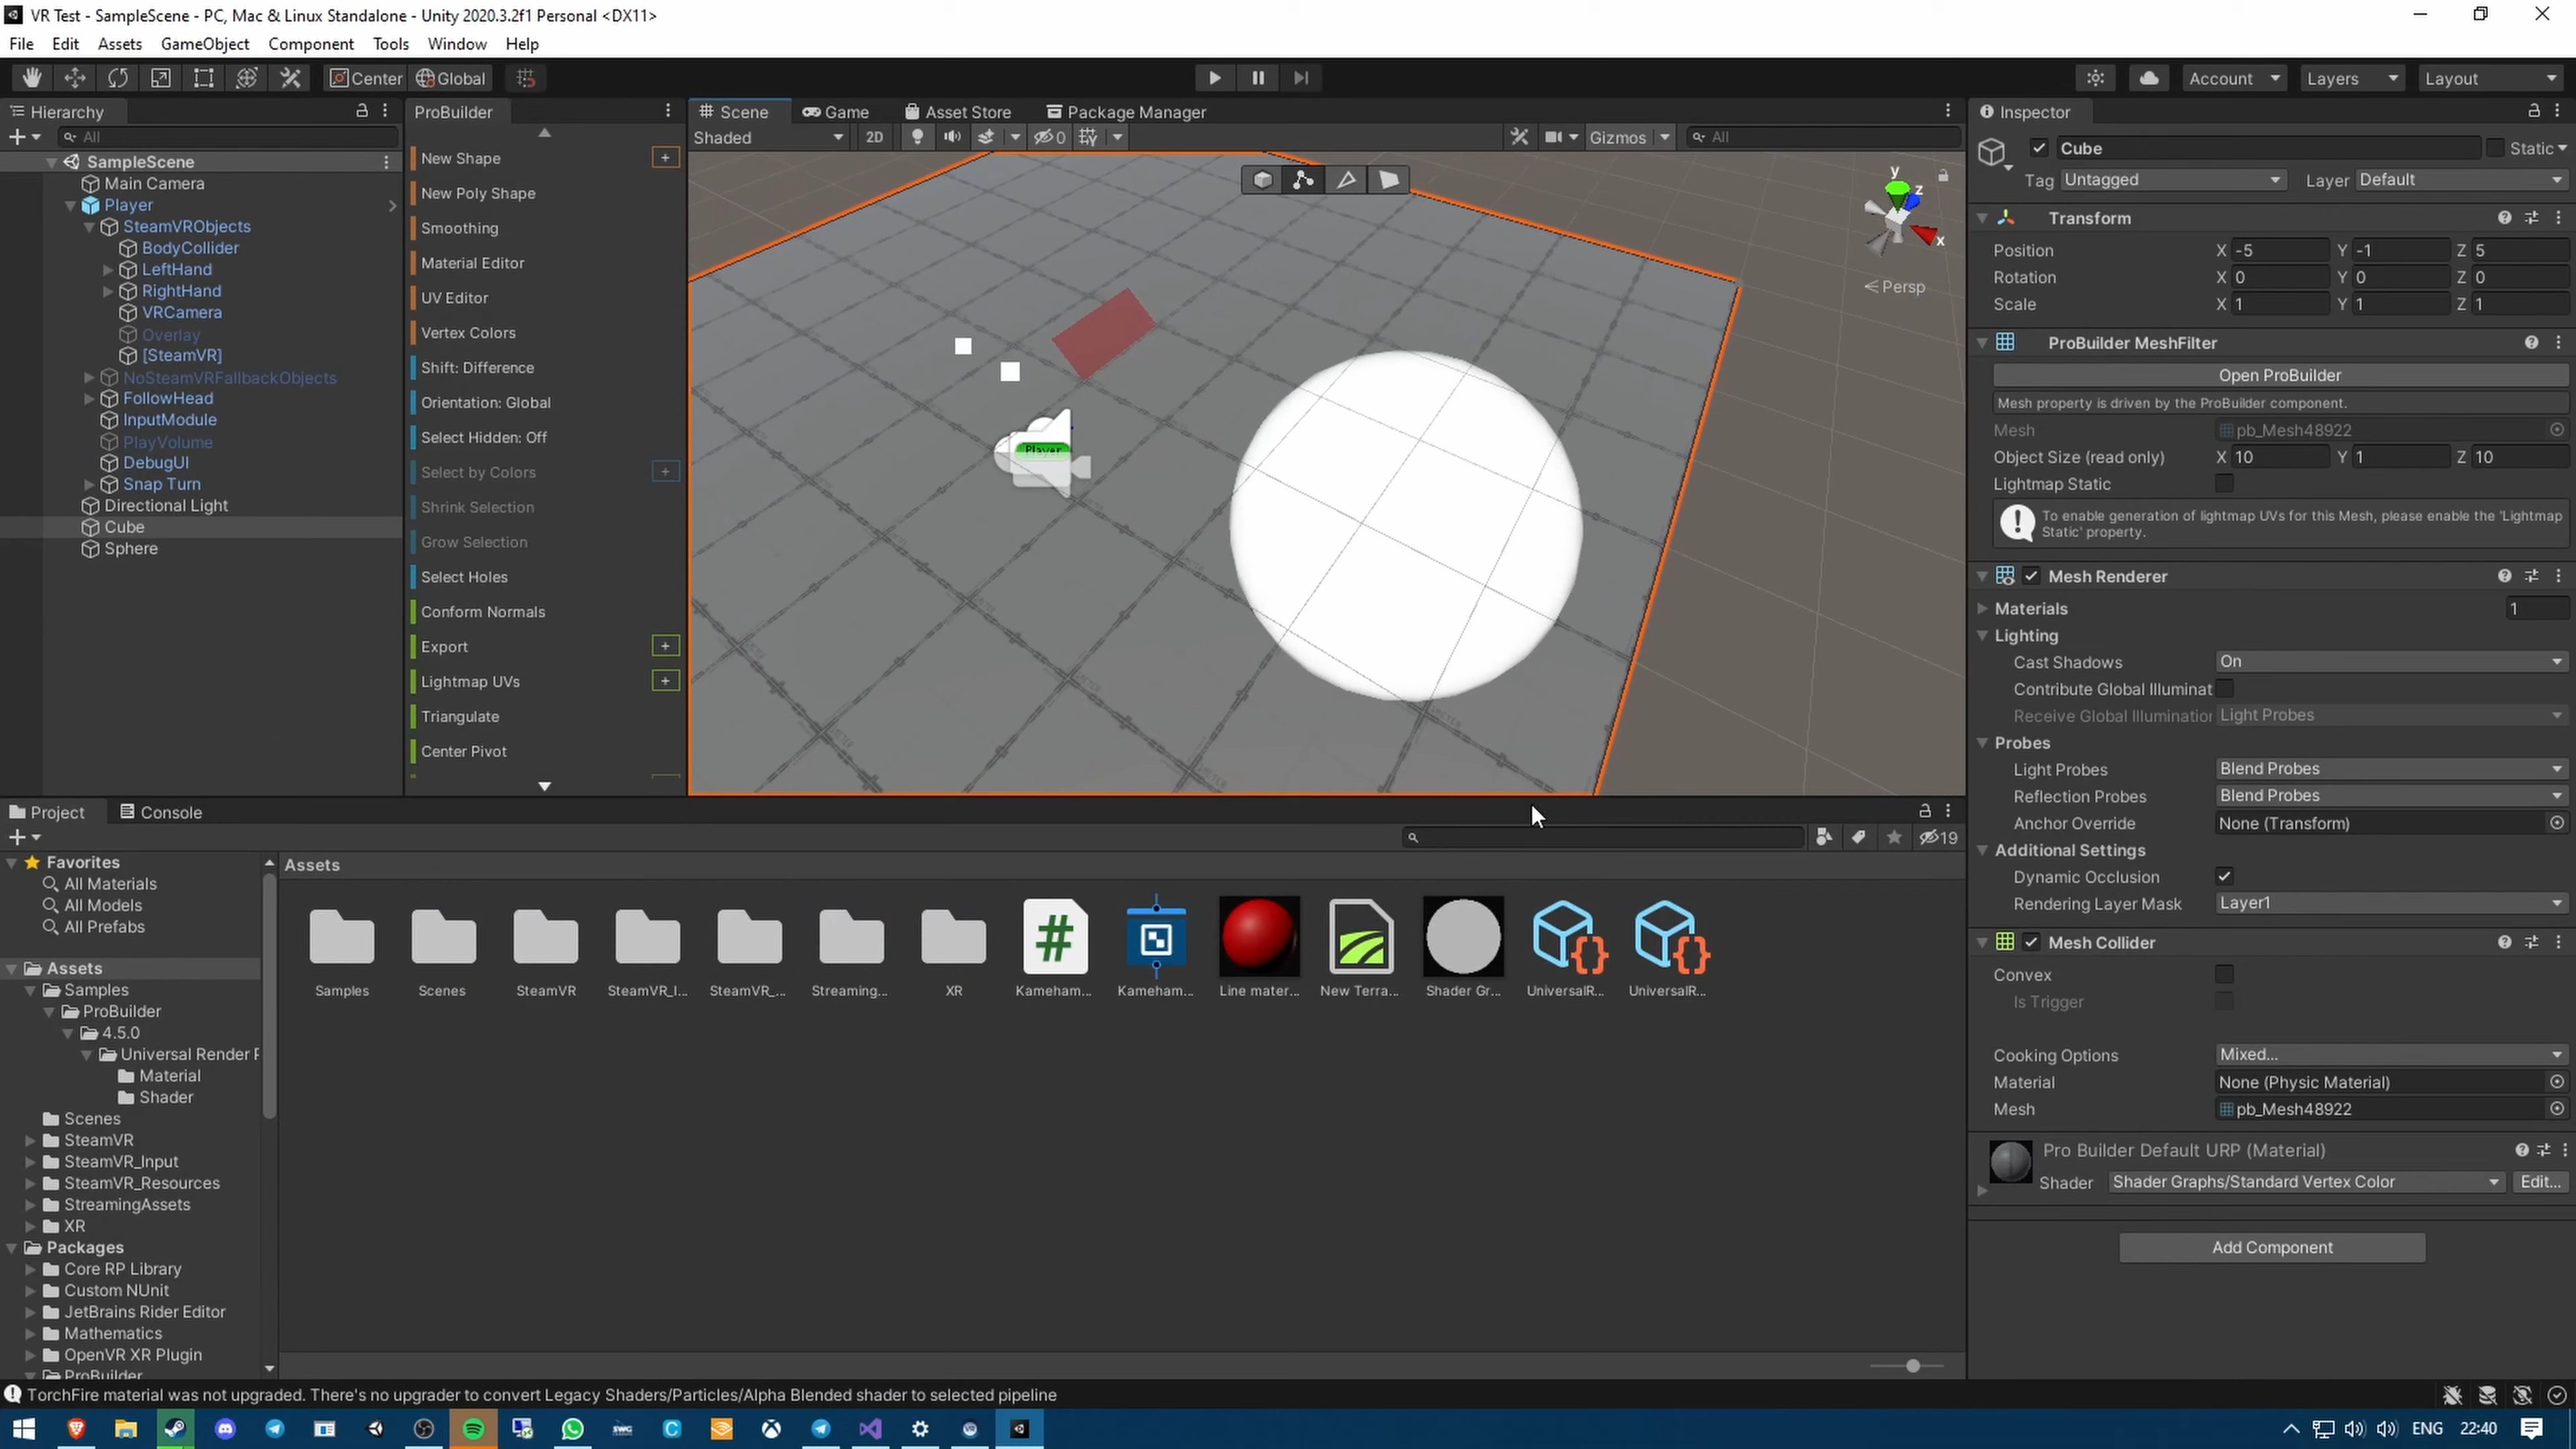 VR Test - SampleScene - PC, Mac & Linux Standalone - Unity 2020.3.2f1 Personal <DX11>
File Edit Assets GameObject Component Tools Window Help
Center Global
Account Layers Layout
Hierarchy
All
SampleScene
Main Camera
Player
SteamVRObjects
BodyCollider
LeftHand
RightHand
VRCamera
Overlay
[SteamVR]
NoSteamVRFallbackObjects
FollowHead
InputModule
PlayVolume
DebugUI
Snap Turn
Directional Light
Cube
Sphere
ProBuilder
New Shape
New Poly Shape
Smoothing
Material Editor
UV Editor
Vertex Colors
Shift: Difference
Orientation: Global
Select Hidden: Off
Select by Colors
Shrink Selection
Grow Selection
Select Holes
Conform Normals
Export
Lightmap UVs
Triangulate
Center Pivot
Scene Game Asset Store Package Manager
Shaded 2D 0 Gizmos All
y
z
x
Persp
Player
Inspector
Cube Static
Tag Untagged Layer Default
Transform
Position X -5 Y -1 Z 5
Rotation X 0 Y 0 Z 0
Scale X 1 Y 1 Z 1
ProBuilder MeshFilter
Open ProBuilder
Mesh property is driven by the ProBuilder component.
Mesh pb_Mesh48922
Object Size (read only) X 10 Y 1 Z 10
Lightmap Static
To enable generation of lightmap UVs for this Mesh, please enable the 'Lightmap
Static' property.
Mesh Renderer
Materials 1
Lighting
Cast Shadows On
Contribute Global Illuminat
Receive Global Illumination Light Probes
Probes
Light Probes Blend Probes
Reflection Probes Blend Probes
Anchor Override None (Transform)
Additional Settings
Dynamic Occlusion
Rendering Layer Mask Layer1
Mesh Collider
Convex
Is Trigger
Cooking Options Mixed...
Material None (Physic Material)
Mesh pb_Mesh48922
Pro Builder Default URP (Material)
Shader Shader Graphs/Standard Vertex Color Edit...
Add Component
Project Console
19
Favorites
All Materials
All Models
All Prefabs
Assets
Samples
ProBuilder
4.5.0
Universal Render P
Material
Shader
Scenes
SteamVR
SteamVR_Input
SteamVR_Resources
StreamingAssets
XR
Packages
Core RP Library
Custom NUnit
JetBrains Rider Editor
Mathematics
OpenVR XR Plugin
ProBuilder
Assets
Samples Scenes SteamVR SteamVR_I... SteamVR_... Streaming... XR Kameham... Kameham... Line mater... New Terra... Shader Gr... UniversalR... UniversalR...
TorchFire material was not upgraded. There's no upgrader to convert Legacy Shaders/Particles/Alpha Blended shader to selected pipeline
ENG 22:40